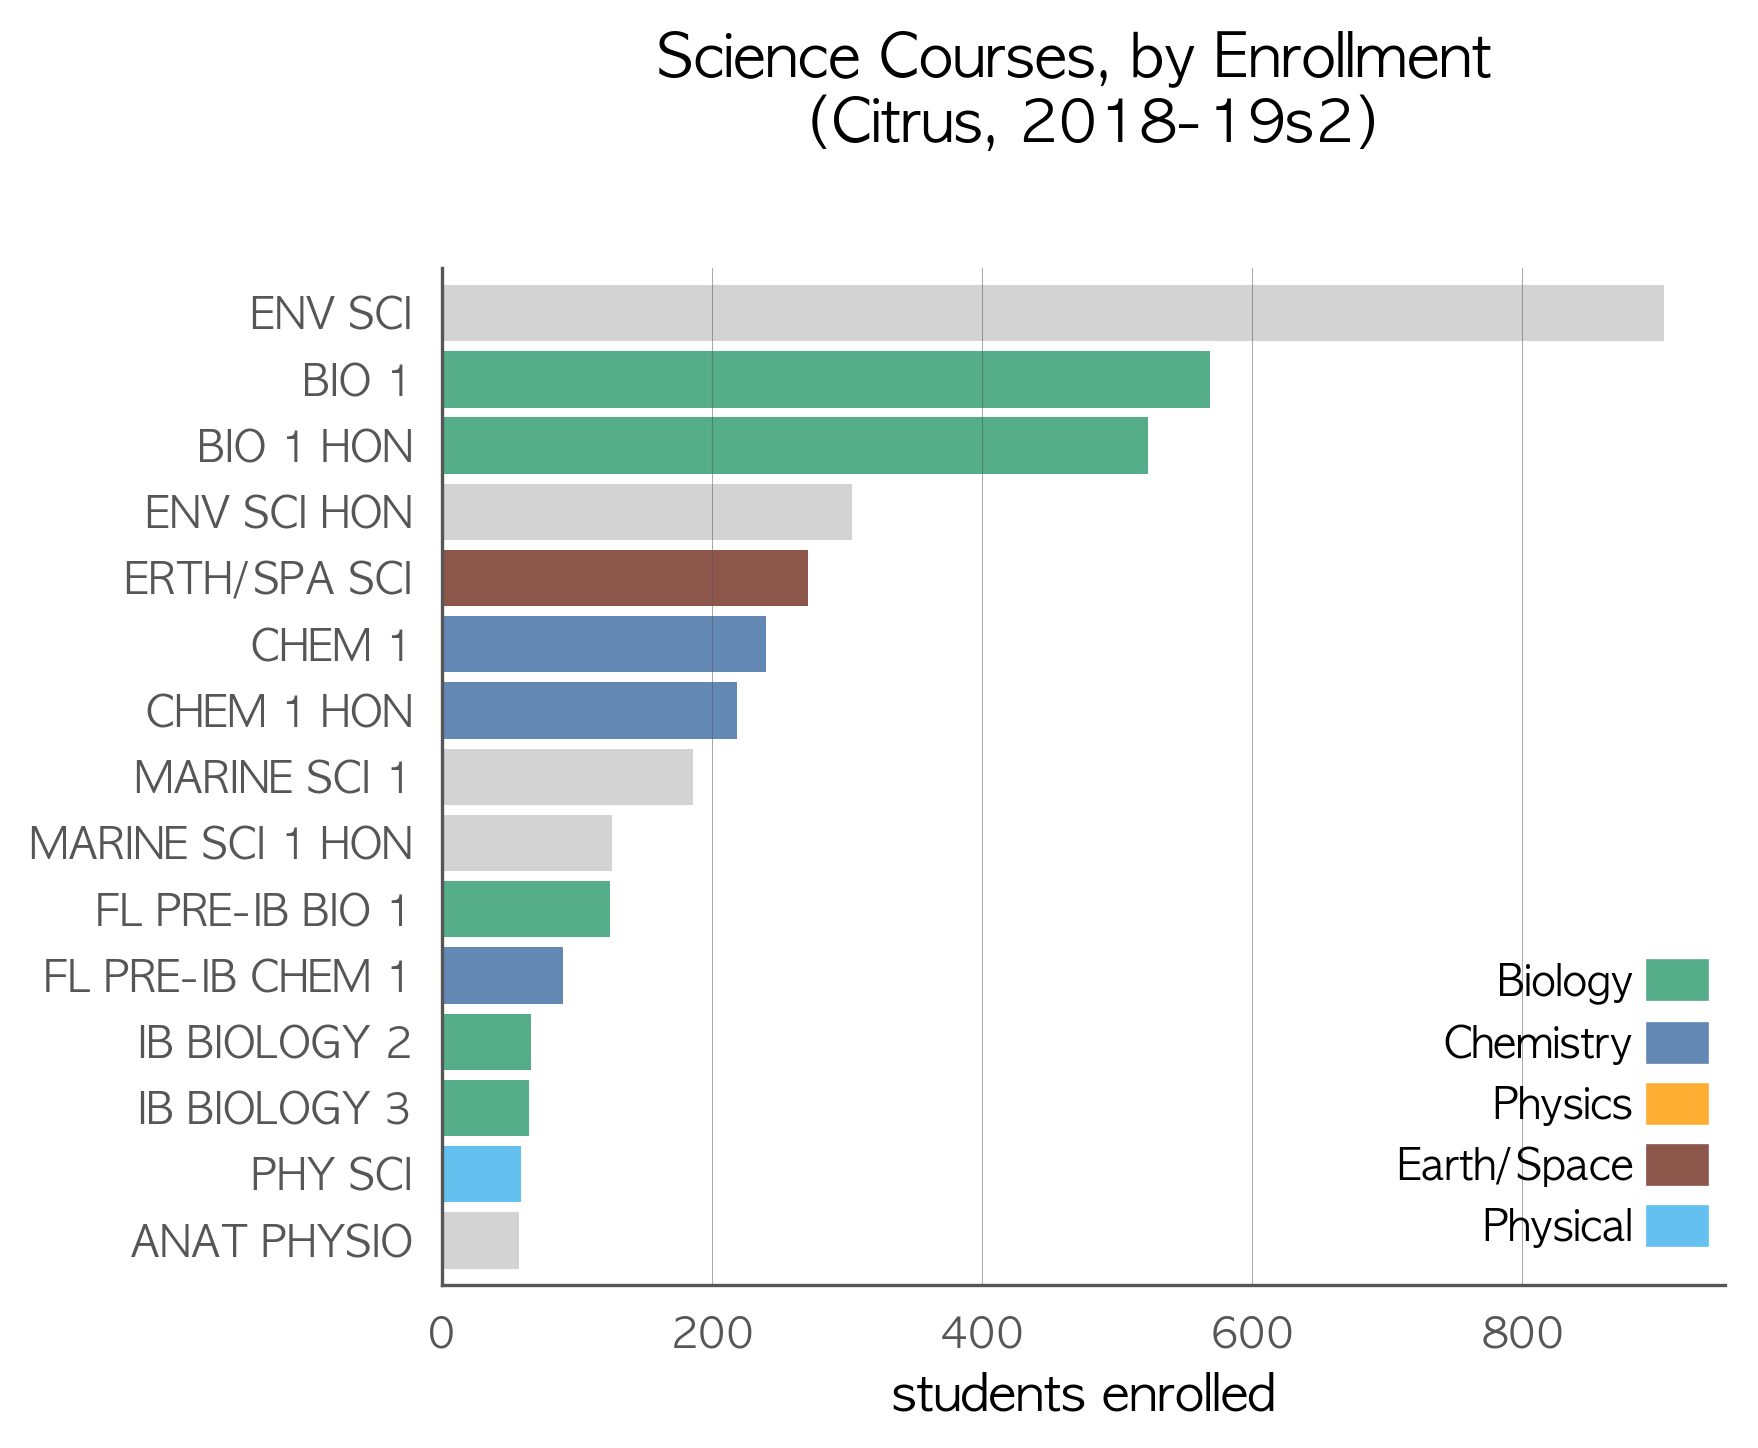 Science Courses, by Enrollment
(Citrus, 2018-19s2)
ENV SCI
BIO 1
BIO 1 HON
ENV SCI HON
ERTH/SPA SCI
CHEM 1
CHEM 1 HON
MARINE SCI 1
MARINE SCI 1 HON
FL PRE-IB BIO 1
FL PRE-IB CHEM 1
IB BIOLOGY 2
IB BIOLOGY 3
PHY SCI
ANAT PHYSIO
Biology
Chemistry
Physics
Earth/Space
Physical
0 200 400 600 800
students enrolled